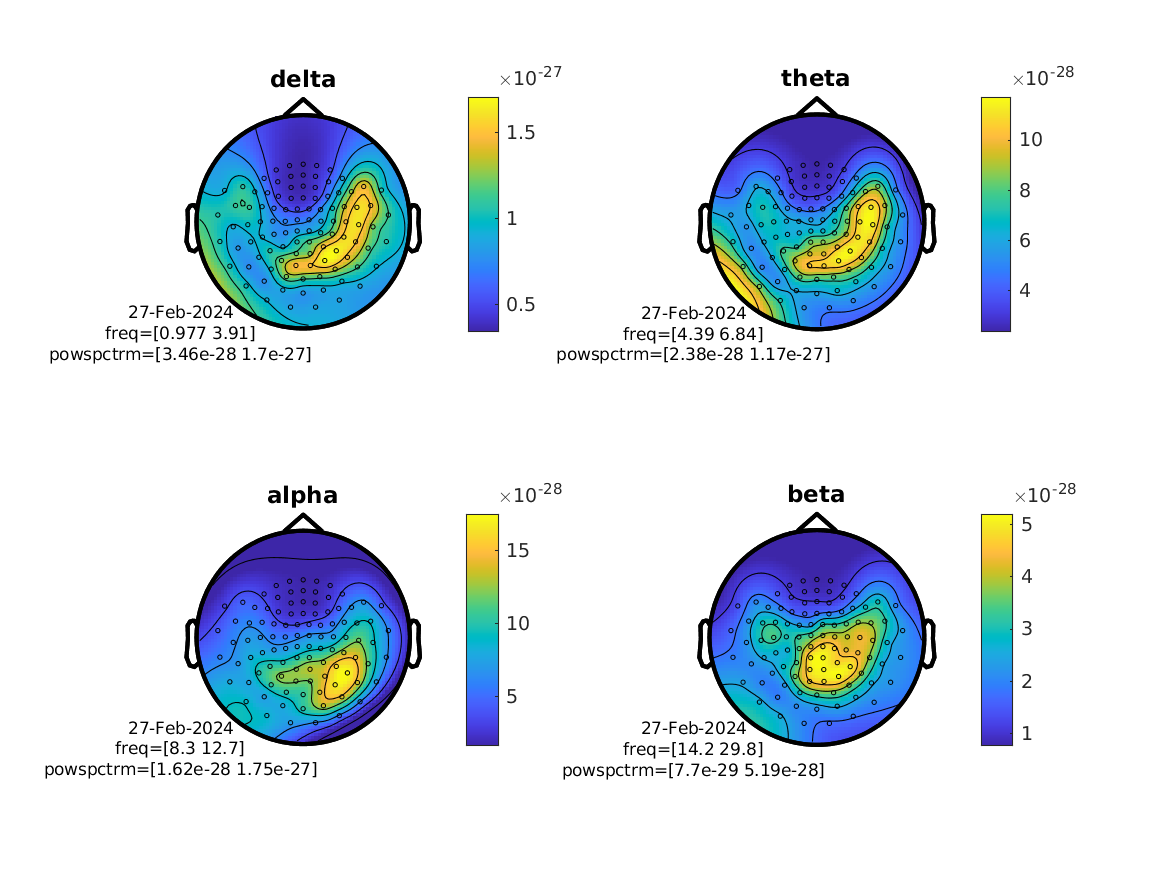 delta
×10-27
1.5
1
0.5
27-Feb-2024
freq=[0.977 3.91]
powspctrm=[3.46e-28 1.7e-27]
theta
×10-28
10
8
6
4
27-Feb-2024
freq=[4.39 6.84]
powspctrm=[2.38e-28 1.17e-27]
alpha
×10-28
15
10
5
27-Feb-2024
freq=[8.3 12.7]
powspctrm=[1.62e-28 1.75e-27]
beta
×10-28
5
4
3
2
1
27-Feb-2024
freq=[14.2 29.8]
powspctrm=[7.7e-29 5.19e-28]